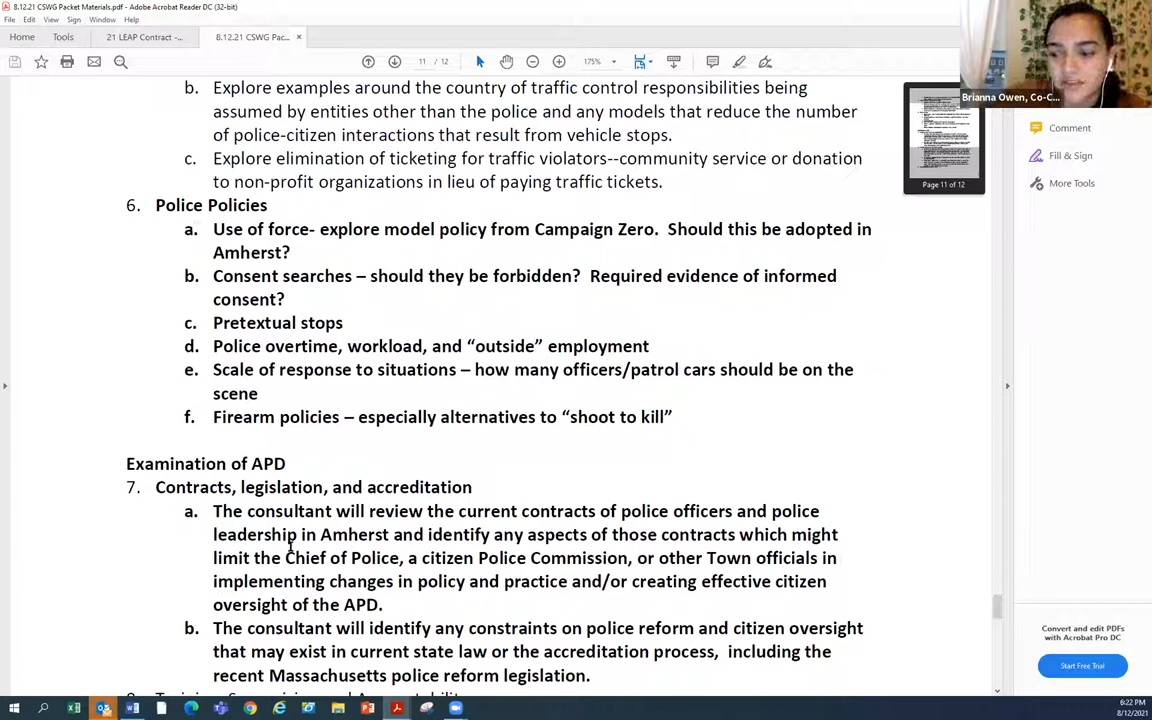 8.12.21 CSWG Packet Materials.pdf - Adobe Acrobat Reader DC (32-bit)
File Edit View Sign Window Help
Home Tools 21 LEAP Contract -... 8.12.21 CSWG Pac... ×
11 / 12 175%
Brianna Owen, Co-C...
b. Explore examples around the country of traffic control responsibilities being
assumed by entities other than the police and any models that reduce the number
of police-citizen interactions that result from vehicle stops.
c. Explore elimination of ticketing for traffic violators--community service or donation
to non-profit organizations in lieu of paying traffic tickets.
6. Police Policies
a. Use of force- explore model policy from Campaign Zero. Should this be adopted in
Amherst?
b. Consent searches – should they be forbidden? Required evidence of informed
consent?
c. Pretextual stops
d. Police overtime, workload, and “outside” employment
e. Scale of response to situations – how many officers/patrol cars should be on the
scene
f. Firearm policies – especially alternatives to “shoot to kill”
Examination of APD
7. Contracts, legislation, and accreditation
a. The consultant will review the current contracts of police officers and police
leadership in Amherst and identify any aspects of those contracts which might
limit the Chief of Police, a citizen Police Commission, or other Town officials in
implementing changes in policy and practice and/or creating effective citizen
oversight of the APD.
b. The consultant will identify any constraints on police reform and citizen oversight
that may exist in current state law or the accreditation process, including the
recent Massachusetts police reform legislation.
Page 11 of 12
Comment
Fill & Sign
More Tools
Convert and edit PDFs
with Acrobat Pro DC
Start Free Trial
6:22 PM
8/12/2021